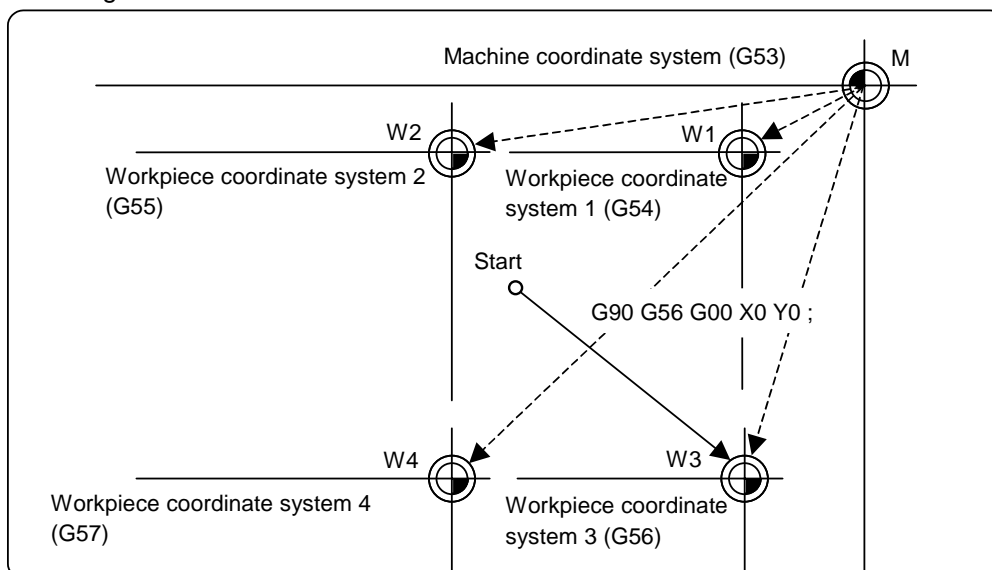 Machine coordinate system (G53)
M
W2
W1
Workpiece coordinate system 2
(G55)
Workpiece coordinate
system 1 (G54)
Start
G90 G56 G00 X0 Y0 ;
W4
W3
Workpiece coordinate system 4
(G57)
Workpiece coordinate
system 3 (G56)